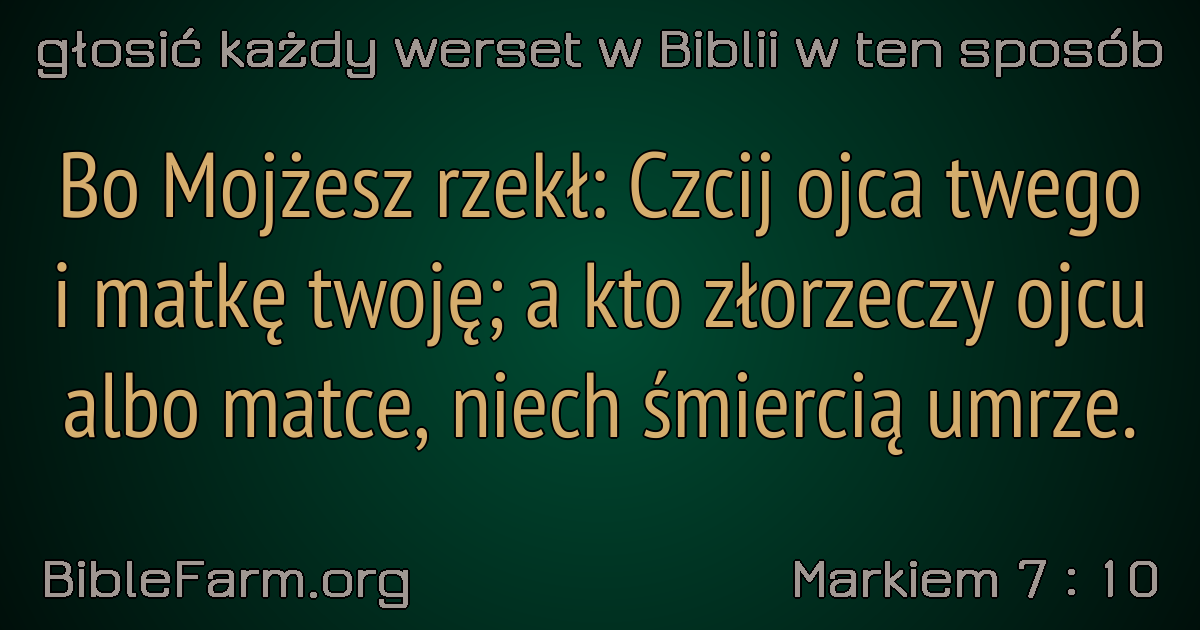 głosić każdy werset w Biblii w ten sposób
Bo Mojżesz rzekł: Czcij ojca twego
i matkę twoję; a kto złorzeczy ojcu
albo matce, niech śmiercią umrze.
BibleFarm.org
Markiem 7 : 10